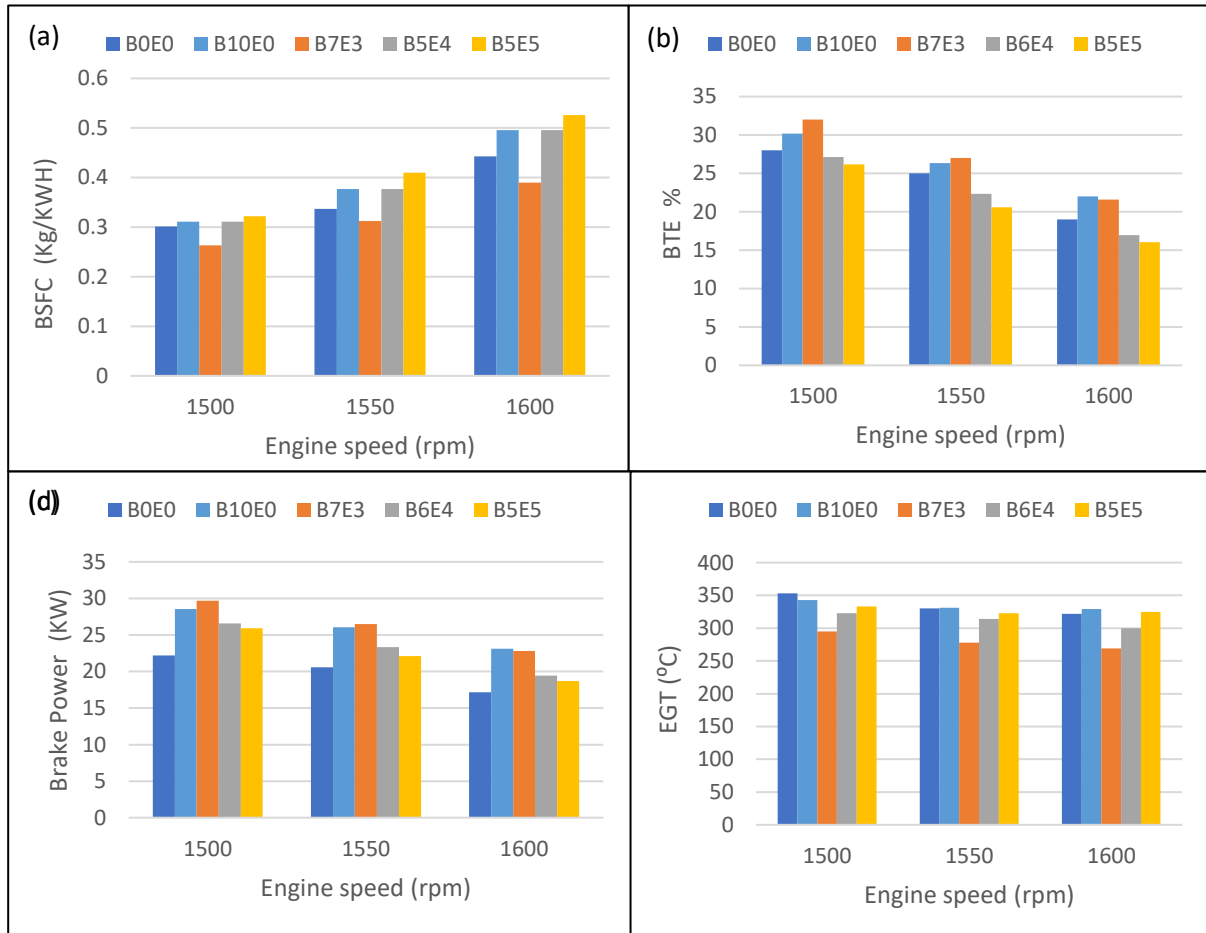 (a)
B0E0 B10E0 B7E3 B5E4 B5E5
BSFC (Kg/KWH)
0.6
0.5
0.4
0.3
0.2
0.1
0
1500 1550 1600
Engine speed (rpm)
(b)
B0E0 B10E0 B7E3 B6E4 B5E5
BTE %
35
30
25
20
15
10
5
0
1500 1550 1600
Engine speed (rpm)
(d)
B0E0 B10E0 B7E3 B6E4 B5E5
Brake Power (KW)
35
30
25
20
15
10
5
0
1500 1550 1600
Engine speed (rpm)
B0E0 B10E0 B7E3 B6E4 B5E5
EGT (⁰C)
400
350
300
250
200
150
100
50
0
1500 1550 1600
Engine speed (rpm)